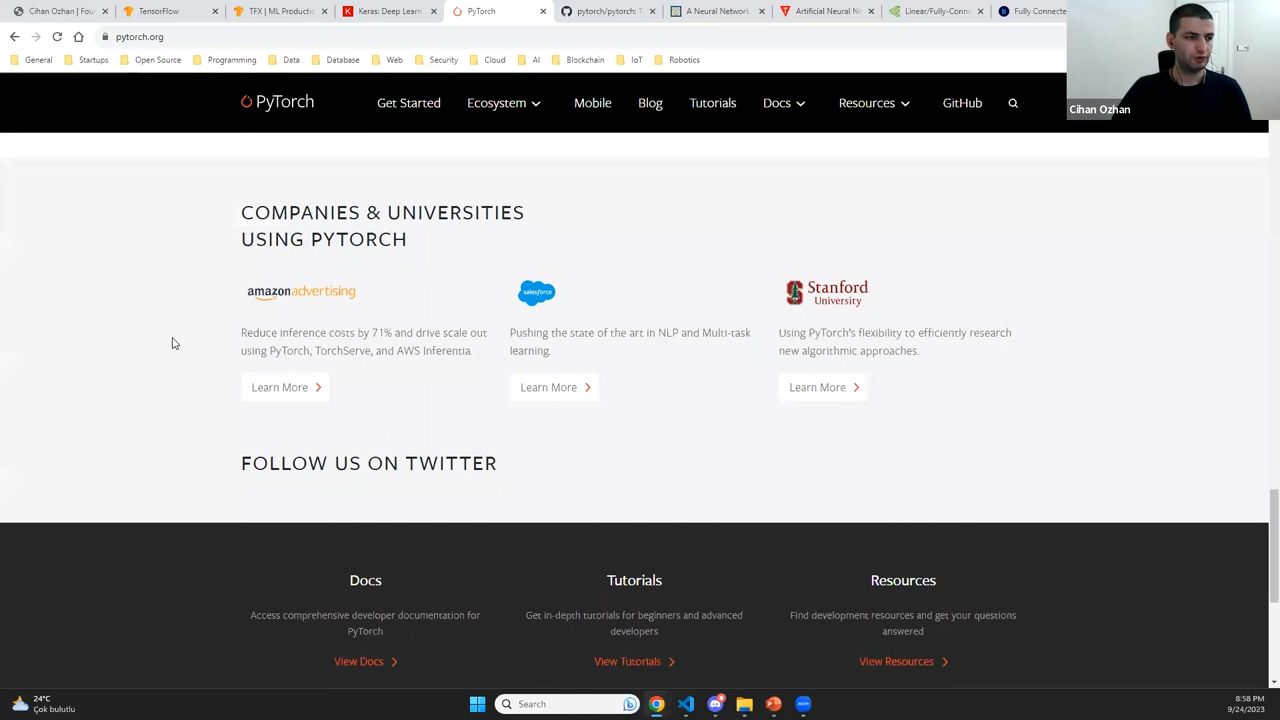 Cihan Ozhan | Fou
TensorFlow
TFX | ML Production
Keras: Deep Learn
PyTorch
pytorch/pytorch: T
A Neural Network
Artificial Neural Ne
Linear/Fully-Conne
Fully Connecte
pytorch.org
General
Startups
Open Source
Programming
Data
Database
Web
Security
Cloud
AI
Blockchain
IoT
Robotics
PyTorch
Get Started
Ecosystem
Mobile
Blog
Tutorials
Docs
Resources
GitHub
Cihan Ozhan
COMPANIES & UNIVERSITIES
USING PYTORCH
amazon advertising
salesforce
Stanford
University
Reduce inference costs by 71% and drive scale out
using PyTorch, TorchServe, and AWS Inferentia.
Pushing the state of the art in NLP and Multi-task
learning.
Using PyTorch's flexibility to efficiently research
new algorithmic approaches.
Learn More
Learn More
Learn More
FOLLOW US ON TWITTER
Docs
Tutorials
Resources
Access comprehensive developer documentation for
PyTorch
Get in-depth tutorials for beginners and advanced
developers
Find development resources and get your questions
answered
View Docs
View Tutorials
View Resources
24°C
Çok bulutlu
Search
8:58 PM
9/24/2023